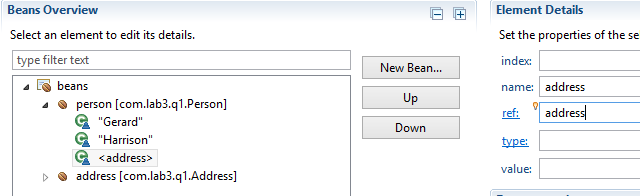 Beans Overview
Select an element to edit its details.
type filter text
beans
person [com.lab3.q1.Person]
"Gerard"
"Harrison"
<address>
address [com.lab3.q1.Address]
New Bean...
Up
Down
Element Details
Set the properties of the se
index:
name: address
ref: address
type:
value: